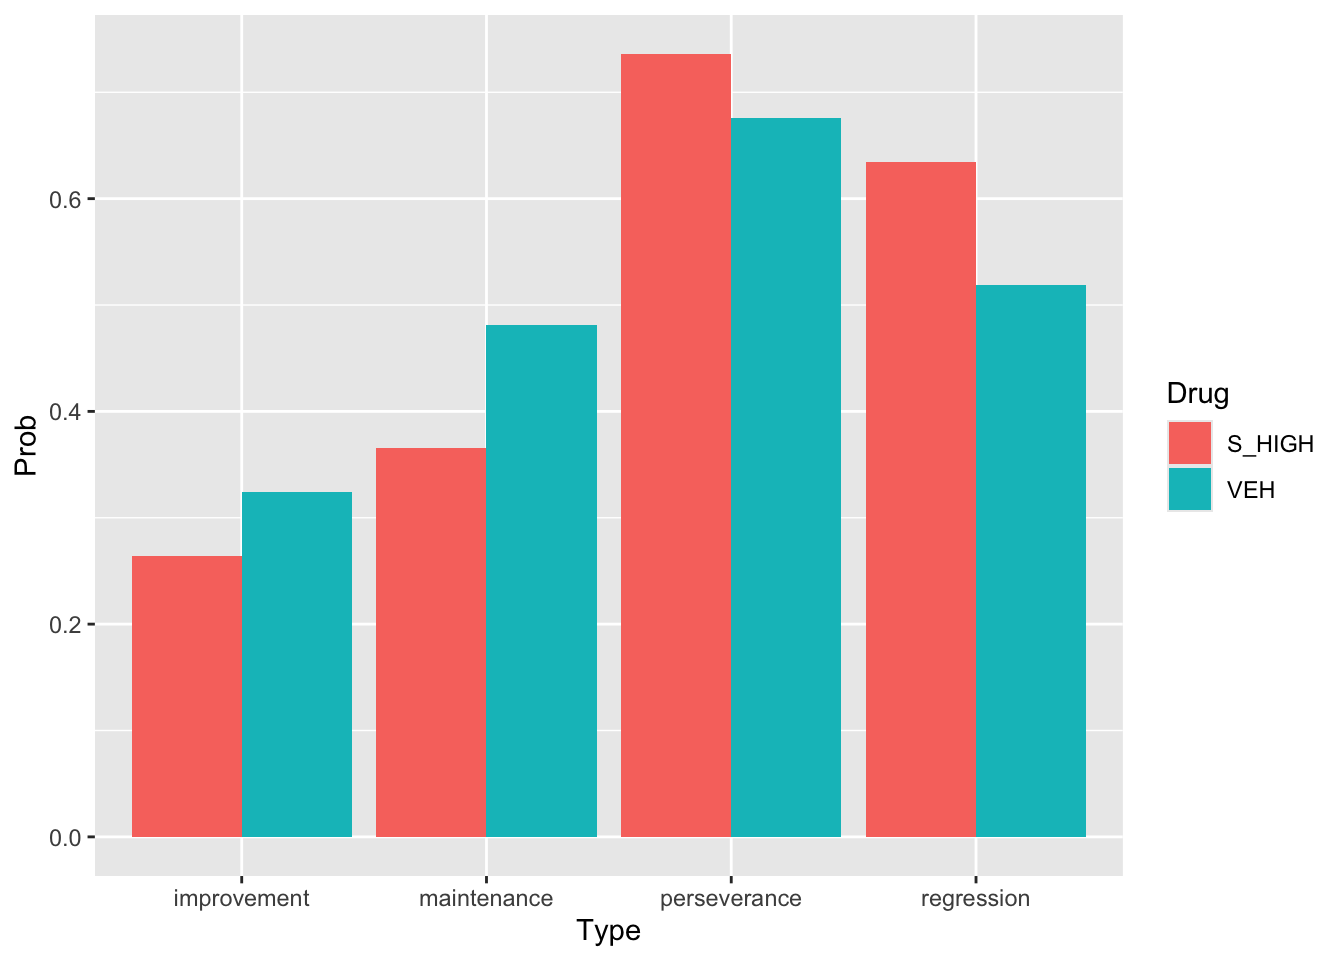 Prob
0.6
0.4
0.2
0.0
improvement maintenance perseverance regression
Type
Drug
S_HIGH
VEH